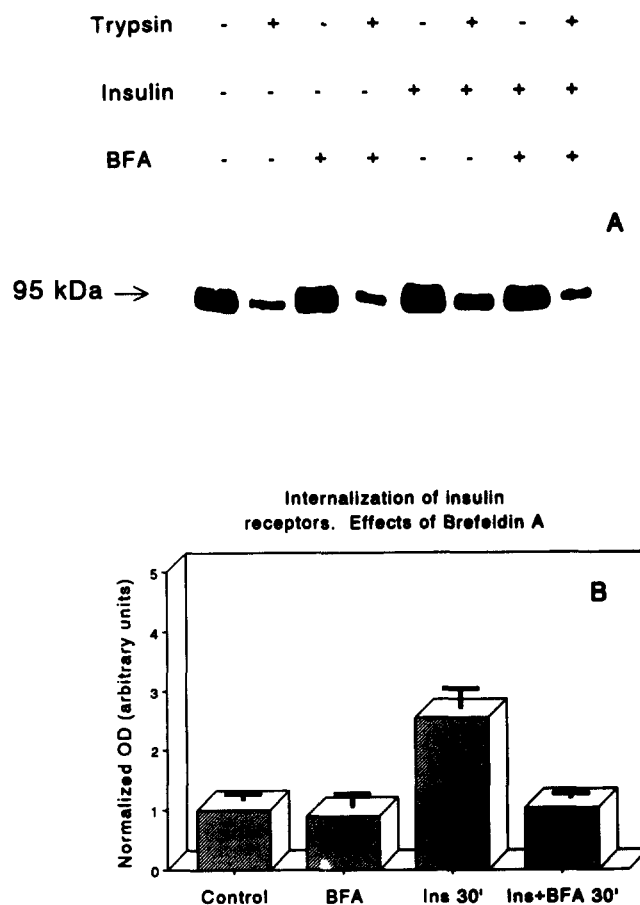 Trypsin - + - + - + - +
Insulin - - - - + + + +
BFA - - + + - - + +
A
95 kDa →
Internalization of insulin
receptors. Effects of Brefeldin A
B
Normalized OD (arbitrary units)
5
4
3
2
1
0
Control BFA Ins 30' Ins+BFA 30'